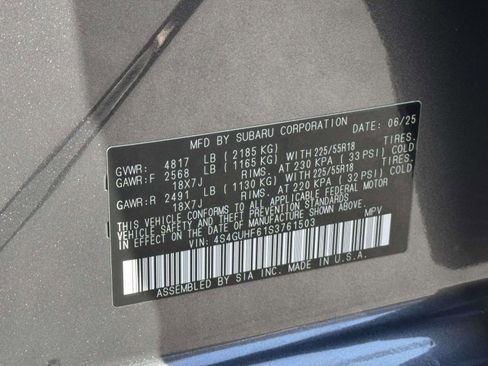 MFD BY SUBARU CORPORATION DATE: 06/25
GVWR: 4817 LB (2185 KG)
GAWR:F 2568 LB (1165 KG) WITH 225/55R18 TIRES.
18X7J RIMS. AT 230 KPA (33 PSI) COLD.
GAWR:R 2491 LB (1130 KG) WITH 225/55R18 TIRES.
18X7J RIMS. AT 220 KPA (32 PSI) COLD.
THIS VEHICLE CONFORMS TO ALL APPLICABLE FEDERAL MOTOR
VEHICLE SAFETY AND THEFT PREVENTION STANDARDS IN EFFECT
ON THE DATE OF MANUFACTURE SHOWN ABOVE.
VIN: 4S4GUHF61S3761503 MPV
ASSEMBLED BY SIA INC. MADE IN U.S.A.